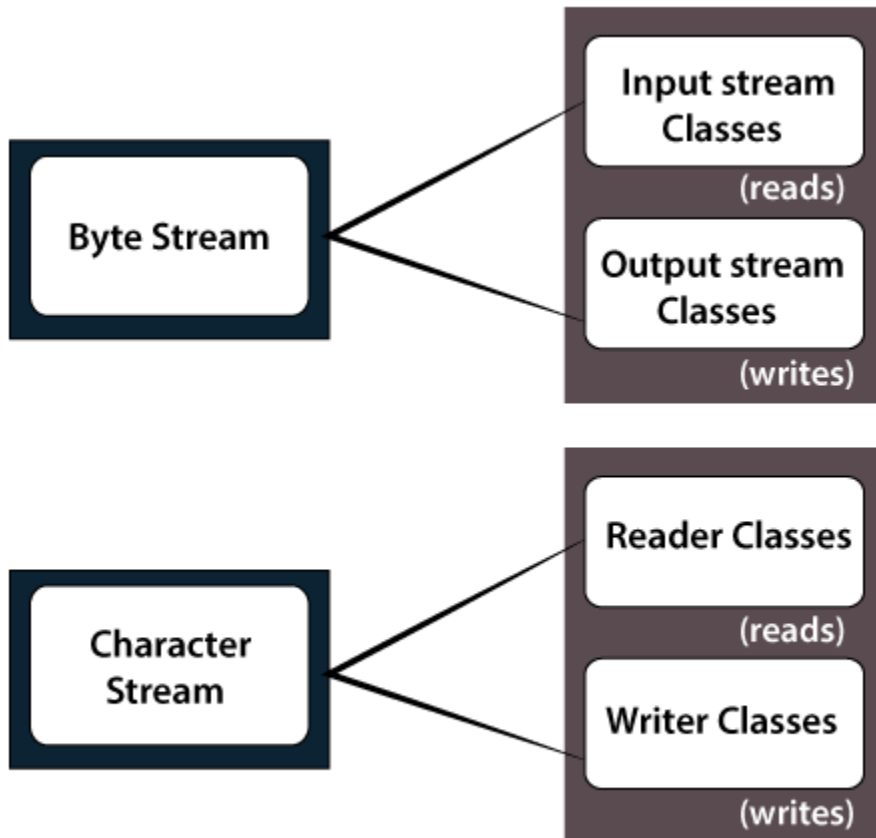 Byte Stream
Input stream
Classes
(reads)
Output stream
Classes
(writes)
Character
Stream
Reader Classes
(reads)
Writer Classes
(writes)